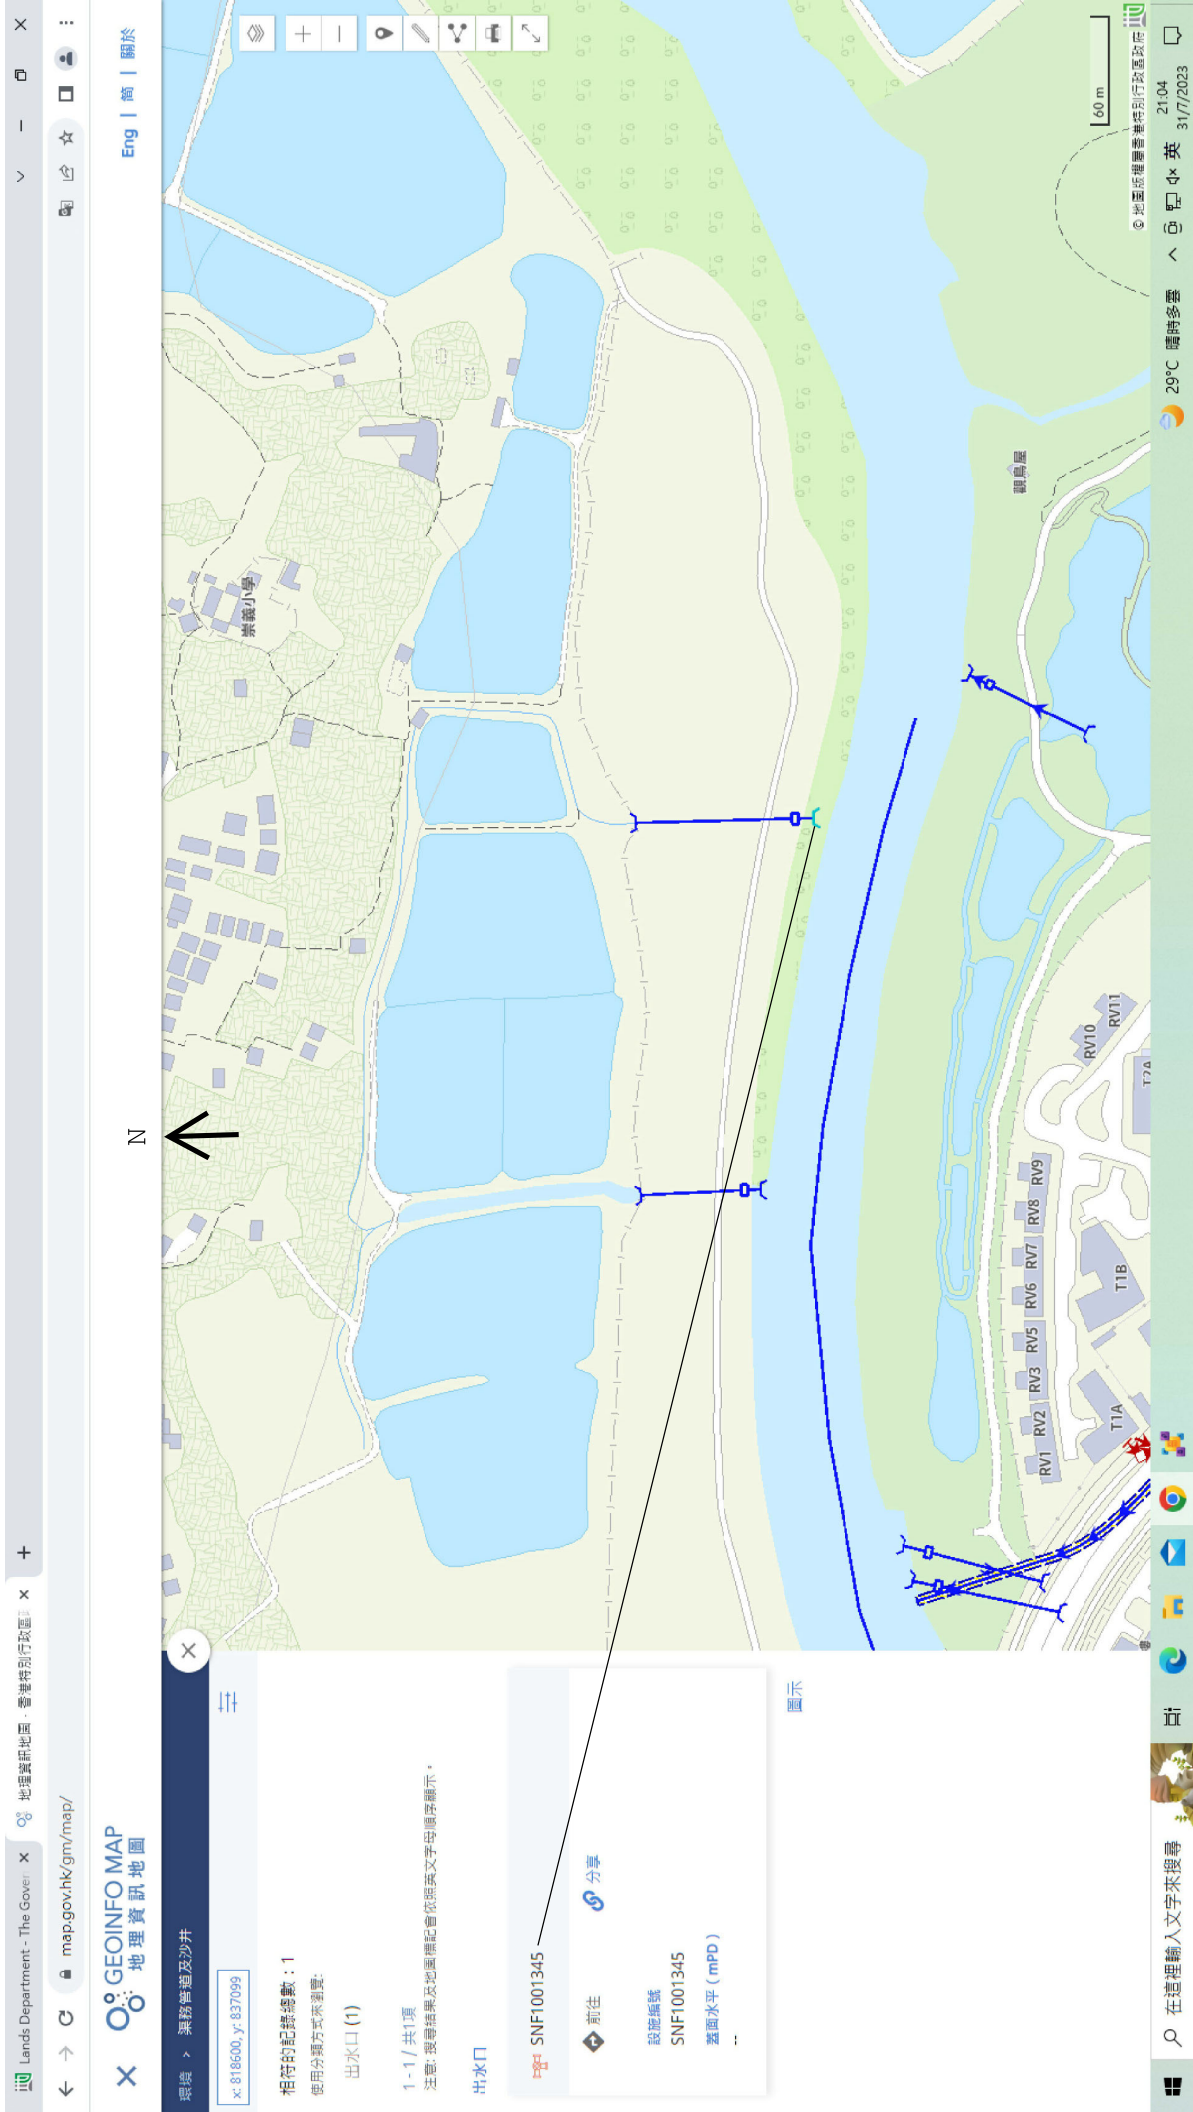 Lands Department - The Gover
地理資訊地圖 - 香港特別行政區
map.gov.hk/gm/map/
GEOINFO MAP
地理資訊地圖
Eng | 简 | 關於
環境 > 渠務管道及沙井
x: 818600, y: 837099
相符的記錄總數 : 1
使用分類方式來瀏覽:
出水口 (1)
1 - 1 / 共1項
注意: 搜尋結果及地圖標記會依照英文字母順序顯示。
出水口
SNF1001345
前往
分享
設施編號
SNF1001345
蓋面水平 ( mPD )
--
圖示
N
崇義小學
觀鳥屋
RV1
RV2
RV3
RV5
RV6
RV7
RV8
RV9
RV10
RV11
T1A
T1B
T2A
60 m
© 地圖版權屬香港特別行政區政府
在這裡輸入文字來搜尋
29°C 晴時多雲
英
21:04
31/7/2023